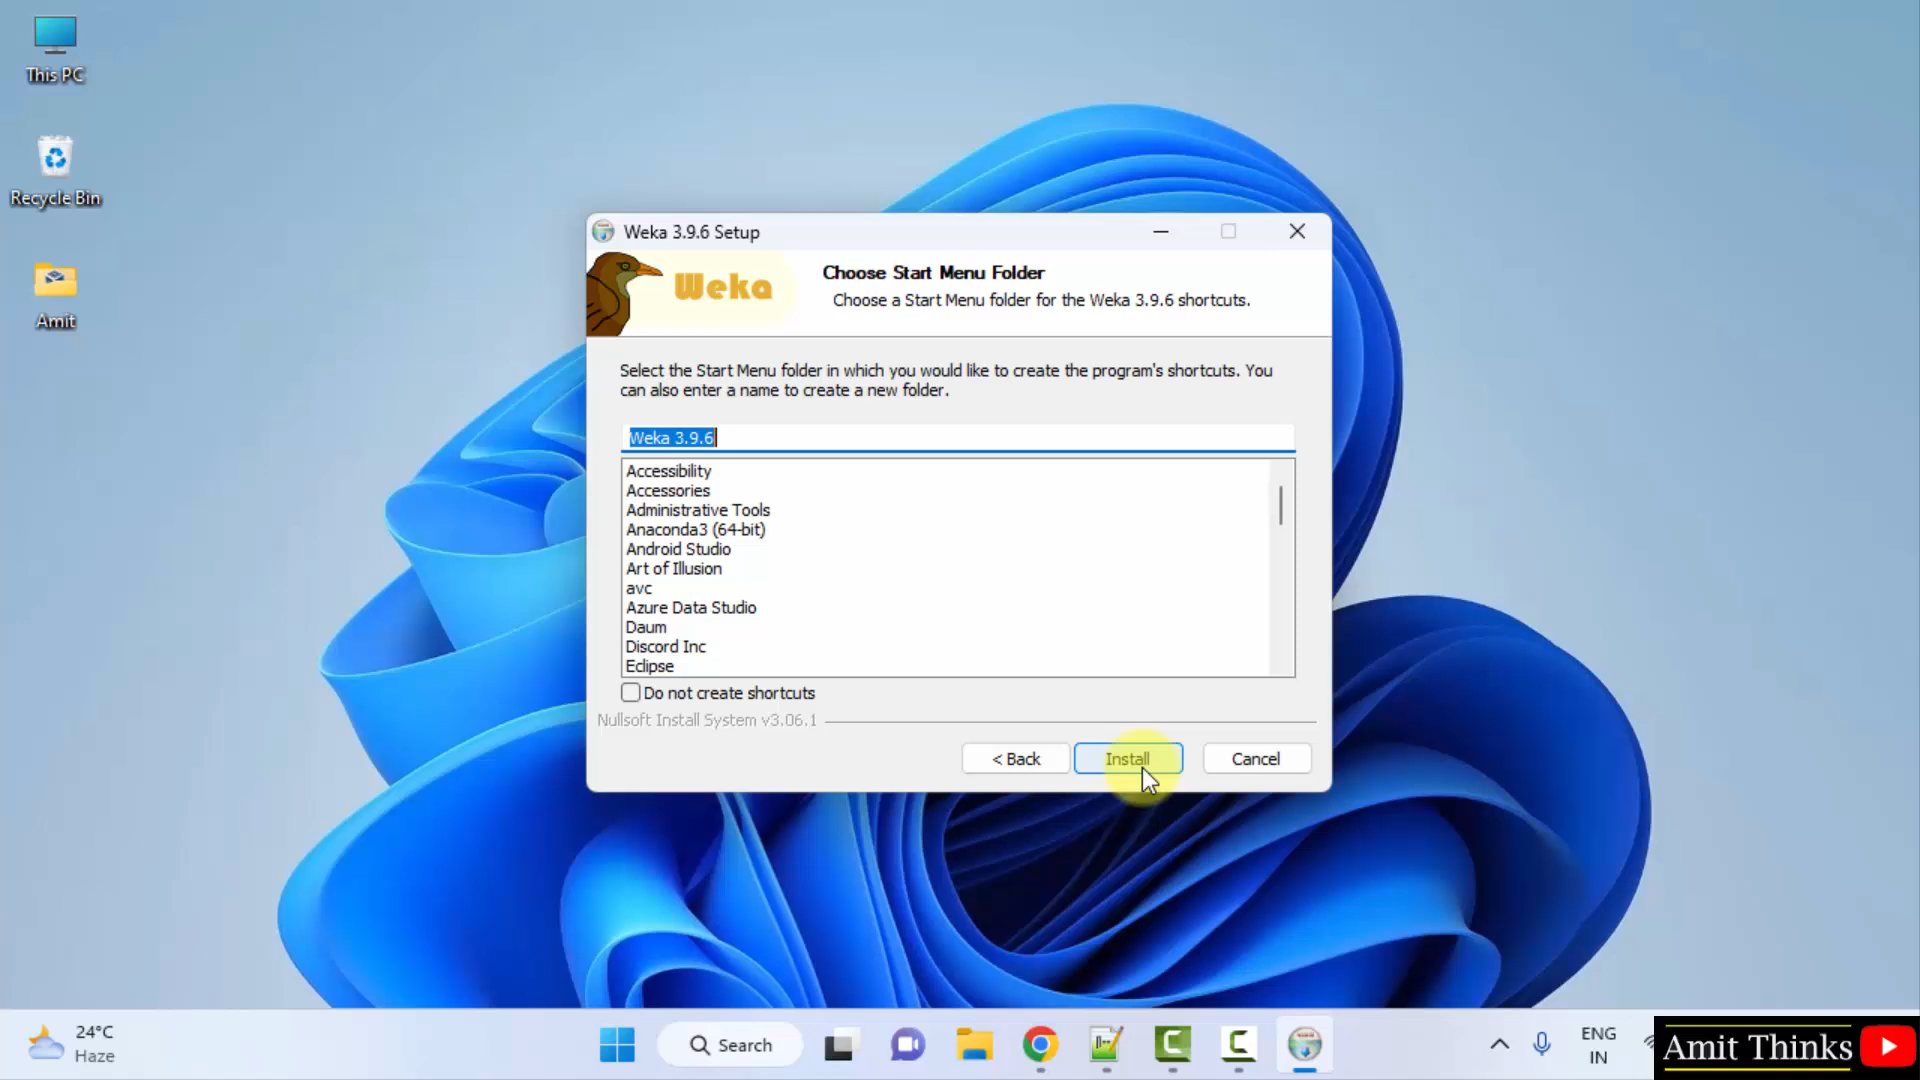 This PC
Recycle Bin
Amit
Weka 3.9.6 Setup
Weka
Choose Start Menu Folder
Choose a Start Menu folder for the Weka 3.9.6 shortcuts.
Select the Start Menu folder in which you would like to create the program's shortcuts. You
can also enter a name to create a new folder.
Weka 3.9.6
Accessibility
Accessories
Administrative Tools
Anaconda3 (64-bit)
Android Studio
Art of Illusion
avc
Azure Data Studio
Daum
Discord Inc
Eclipse
Do not create shortcuts
Nullsoft Install System v3.06.1
< Back
Install
Cancel
24°C
Haze
Search
ENG
IN
Amit Thinks